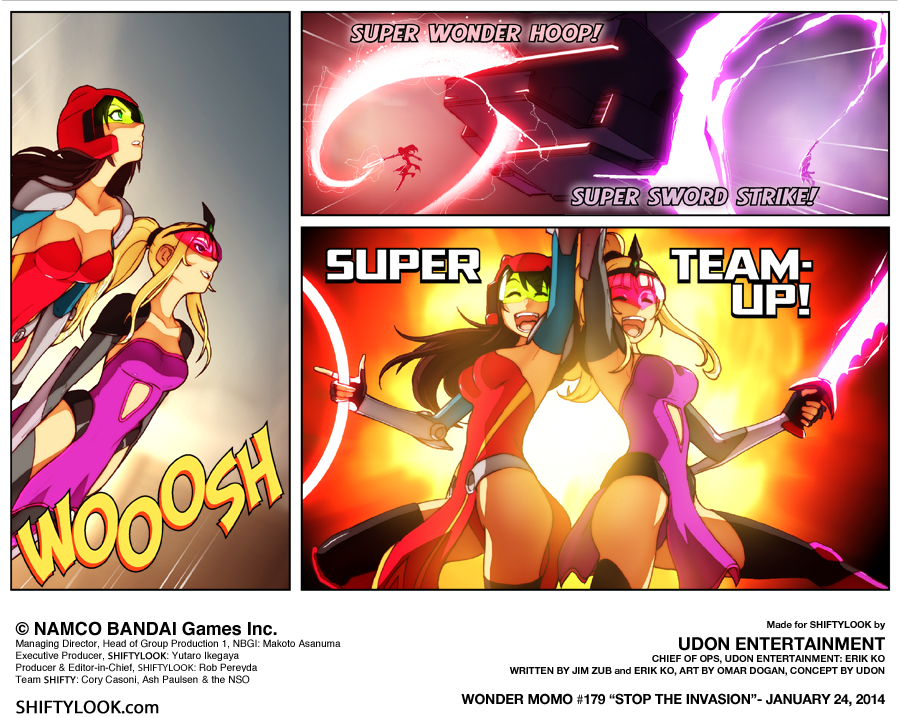 WOOOSH
SUPER WONDER HOOP!
SUPER SWORD STRIKE!
SUPER TEAM-
UP!
© NAMCO BANDAI Games Inc.
Managing Director, Head of Group Production 1, NBGI: Makoto Asanuma
Executive Producer, SHIFTYLOOK: Yutaro Ikegaya
Producer & Editor-in-Chief, SHIFTYLOOK: Rob Pereyda
Team SHIFTY: Cory Casoni, Ash Paulsen & the NSO
SHIFTYLOOK.com
Made for SHIFTYLOOK by
UDON ENTERTAINMENT
CHIEF OF OPS, UDON ENTERTAINMENT: ERIK KO
WRITTEN BY JIM ZUB and ERIK KO, ART BY OMAR DOGAN, CONCEPT BY UDON
WONDER MOMO #179 “STOP THE INVASION”- JANUARY 24, 2014